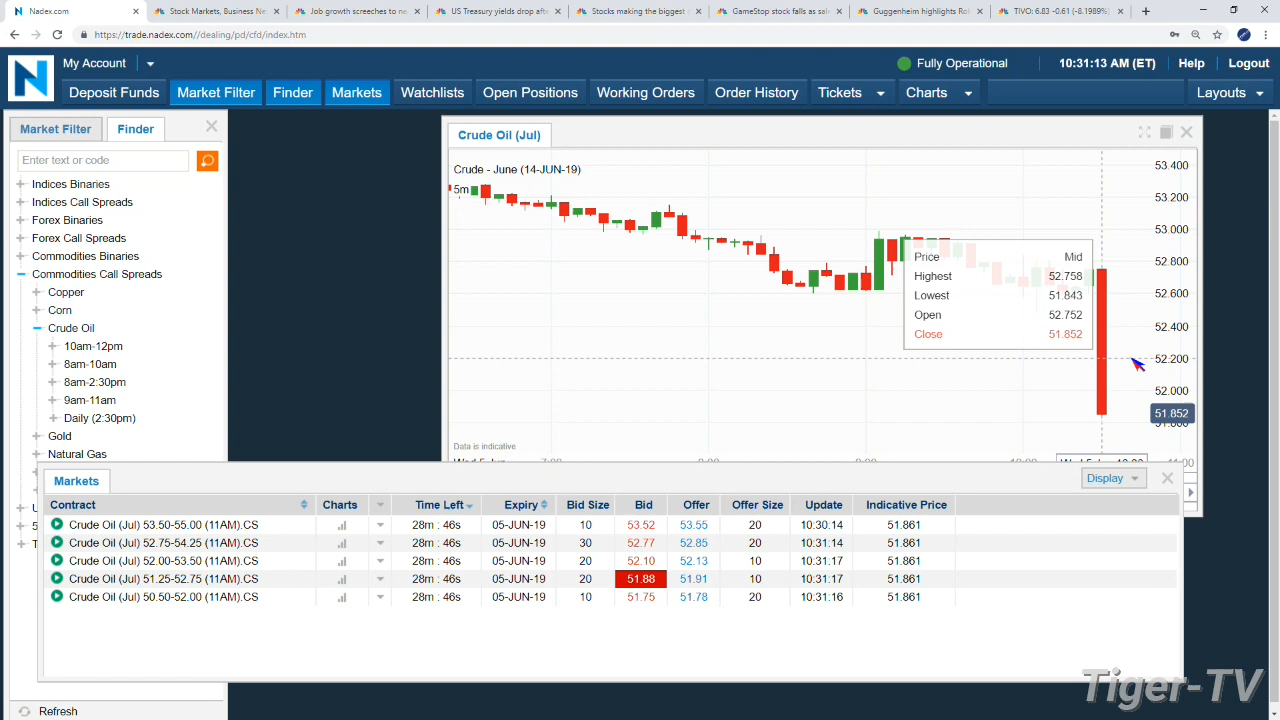 Nadex.com
Stock Markets, Business Ne
Job growth screeches to ne
US Treasury yields drop afte
Stocks making the biggest
GameStop stock falls as sale
Guggenheim highlights Rol
TIVO: 6.83 -0.61 (-8.1989%)
https://trade.nadex.com//dealing/pd/cfd/index.htm
N
My Account
Fully Operational
10:31:13 AM (ET)
Help
Logout
Deposit Funds
Market Filter
Finder
Markets
Watchlists
Open Positions
Working Orders
Order History
Tickets
Charts
Layouts
Market Filter
Finder
Enter text or code
Indices Binaries
Indices Call Spreads
Forex Binaries
Forex Call Spreads
Commodities Binaries
Commodities Call Spreads
Copper
Corn
Crude Oil
10am-12pm
8am-10am
8am-2:30pm
9am-11am
Daily (2:30pm)
Gold
Natural Gas
Refresh
Crude Oil (Jul)
Crude - June (14-JUN-19)
5m
53.400
53.200
53.000
52.800
52.600
52.400
52.200
52.000
51.852
Price Mid
Highest 52.758
Lowest 51.843
Open 52.752
Close 51.852
Data is indicative
11:00
Markets
Display
Contract Charts Time Left Expiry Bid Size Bid Offer Offer Size Update Indicative Price
Crude Oil (Jul) 53.50-55.00 (11AM).CS 28m : 46s 05-JUN-19 10 53.52 53.55 20 10:30:14 51.861
Crude Oil (Jul) 52.75-54.25 (11AM).CS 28m : 46s 05-JUN-19 30 52.77 52.85 20 10:31:14 51.861
Crude Oil (Jul) 52.00-53.50 (11AM).CS 28m : 46s 05-JUN-19 20 52.10 52.13 10 10:31:17 51.861
Crude Oil (Jul) 51.25-52.75 (11AM).CS 28m : 46s 05-JUN-19 20 51.88 51.91 10 10:31:17 51.861
Crude Oil (Jul) 50.50-52.00 (11AM).CS 28m : 46s 05-JUN-19 10 51.75 51.78 20 10:31:16 51.861
Tiger-TV